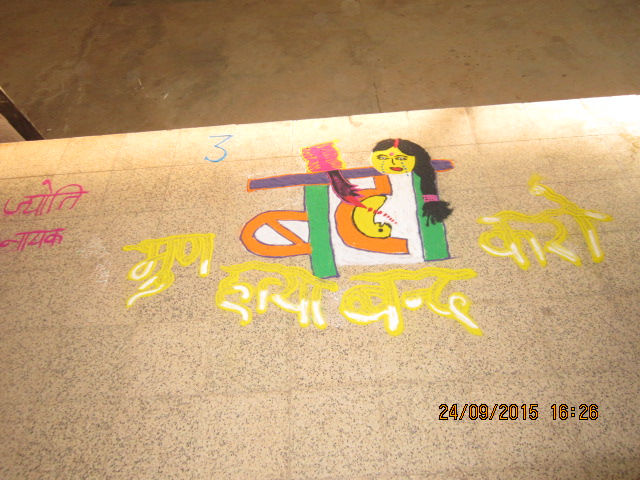 3
ज्योति
नायक
भ्रुण
करो
हत्या बन्द
24/09/2015 16:26